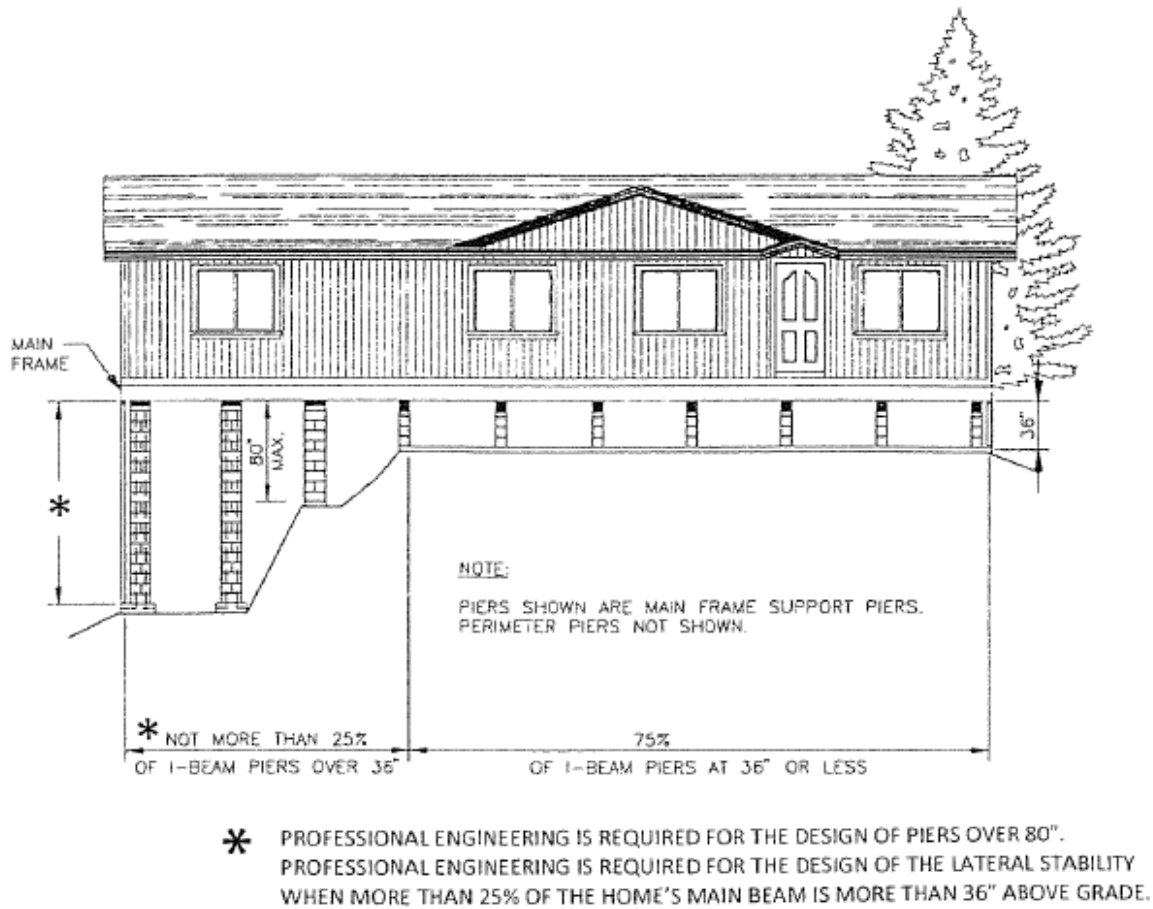 MAIN
FRAME
80"
MAX.
36"
*
NOTE:
PIERS SHOWN ARE MAIN FRAME SUPPORT PIERS.
PERIMETER PIERS NOT SHOWN.
* NOT MORE THAN 25%
OF I-BEAM PIERS OVER 36"
75%
OF I-BEAM PIERS AT 36" OR LESS
* PROFESSIONAL ENGINEERING IS REQUIRED FOR THE DESIGN OF PIERS OVER 80".
PROFESSIONAL ENGINEERING IS REQUIRED FOR THE DESIGN OF THE LATERAL STABILITY
WHEN MORE THAN 25% OF THE HOME'S MAIN BEAM IS MORE THAN 36" ABOVE GRADE.